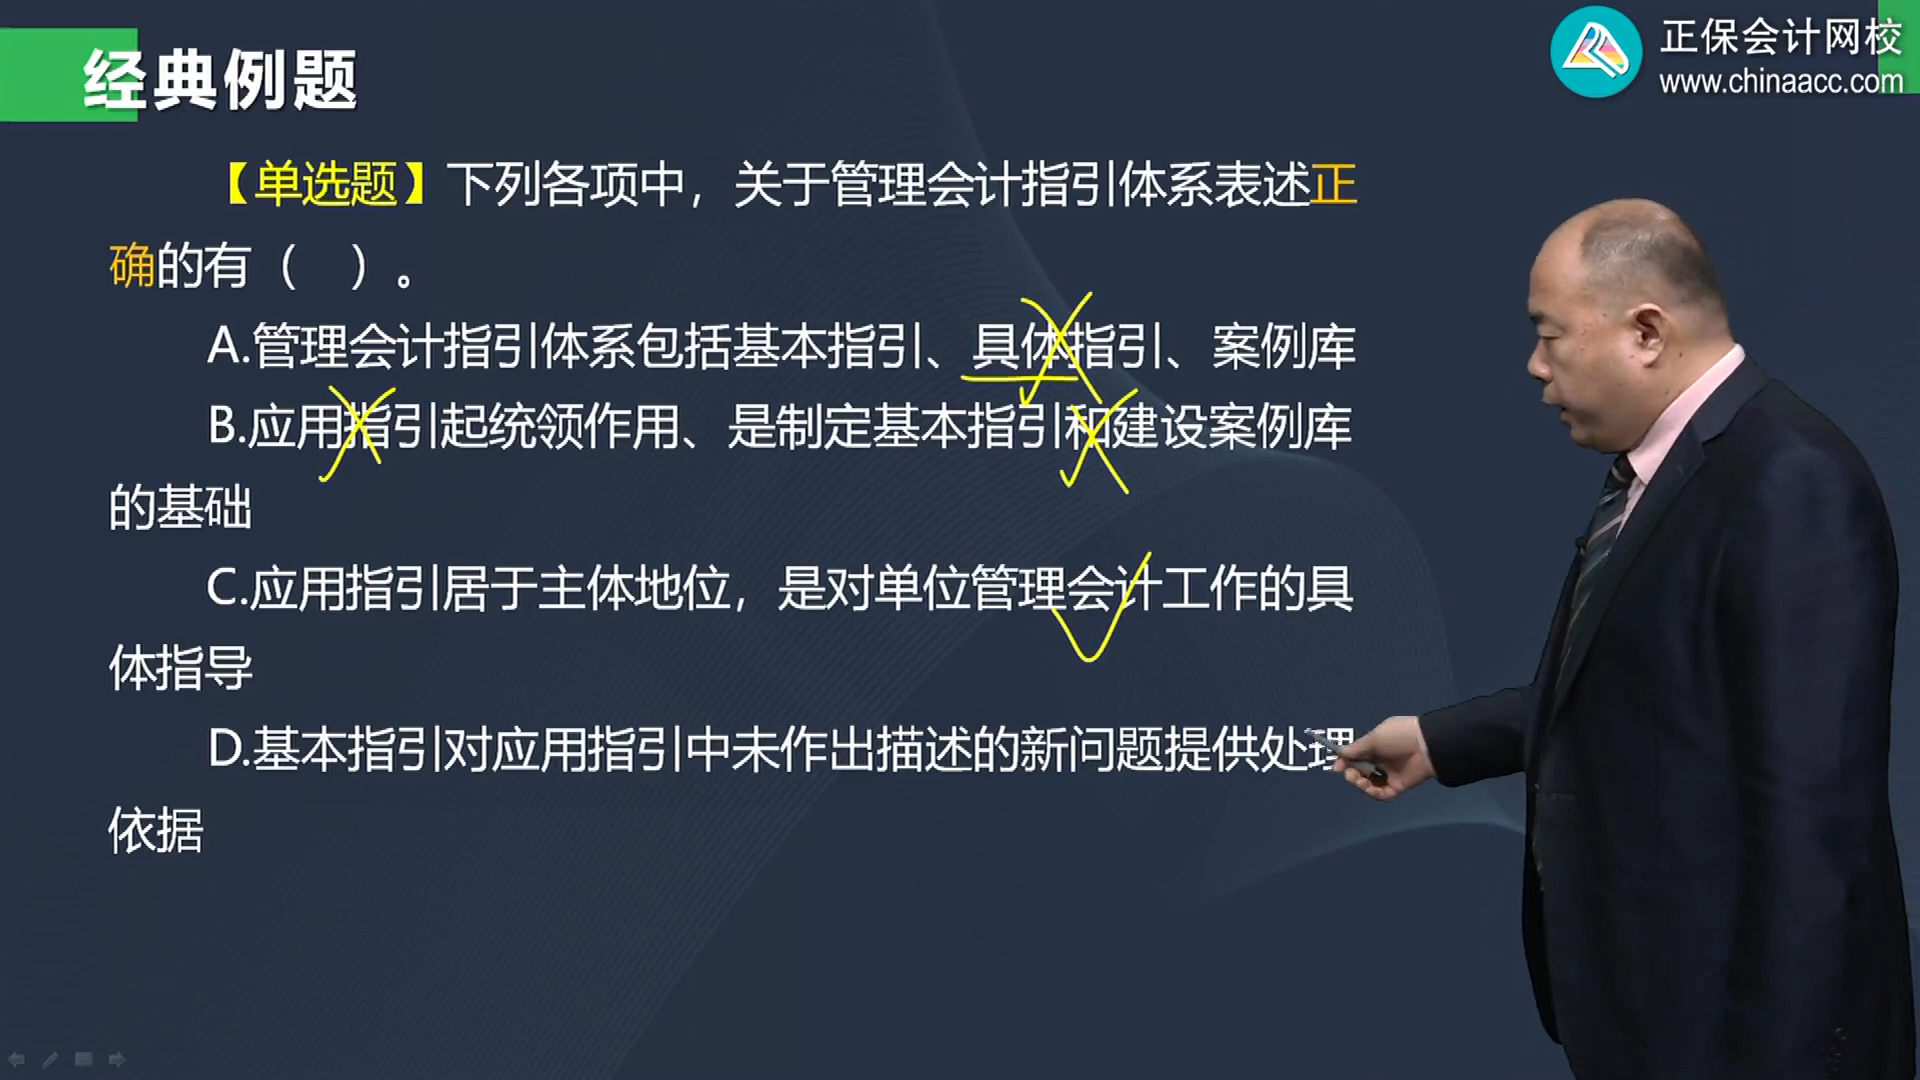 经典例题
正保会计网校
www.chinaacc.com
【单选题】下列各项中，关于管理会计指引体系表述正
确的有（ ）。
A.管理会计指引体系包括基本指引、具体指引、案例库
B.应用指引起统领作用、是制定基本指引和建设案例库
的基础
C.应用指引居于主体地位，是对单位管理会计工作的具
体指导
D.基本指引对应用指引中未作出描述的新问题提供处理
依据